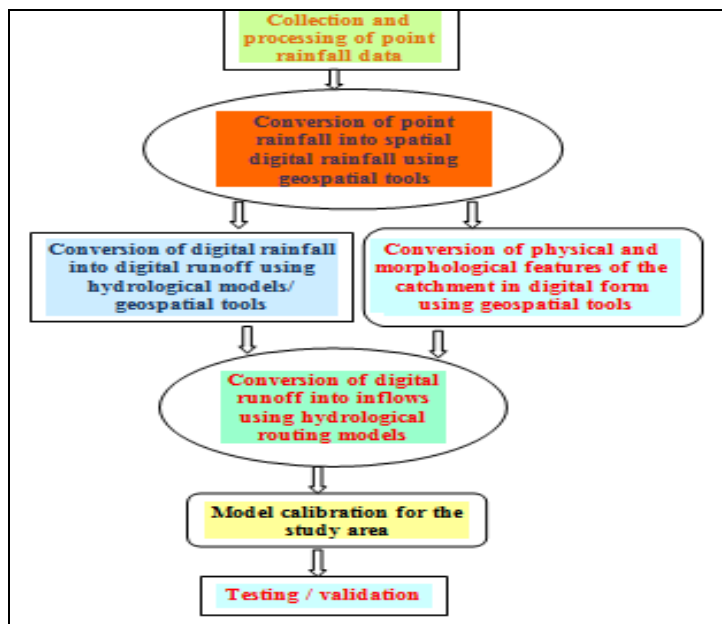 Collection and
processing of point
rainfall data
Conversion of point
rainfall into spatial
digital rainfall using
geospatial tools
Conversion of digital rainfall
into digital runoff using
hydrological models/
geospatial tools
Conversion of physical and
morphological features of the
catchment in digital form
using geospatial tools
Conversion of digital
runoff into inflows
using hydrological
routing models
Model calibration for the
study area
Testing / validation